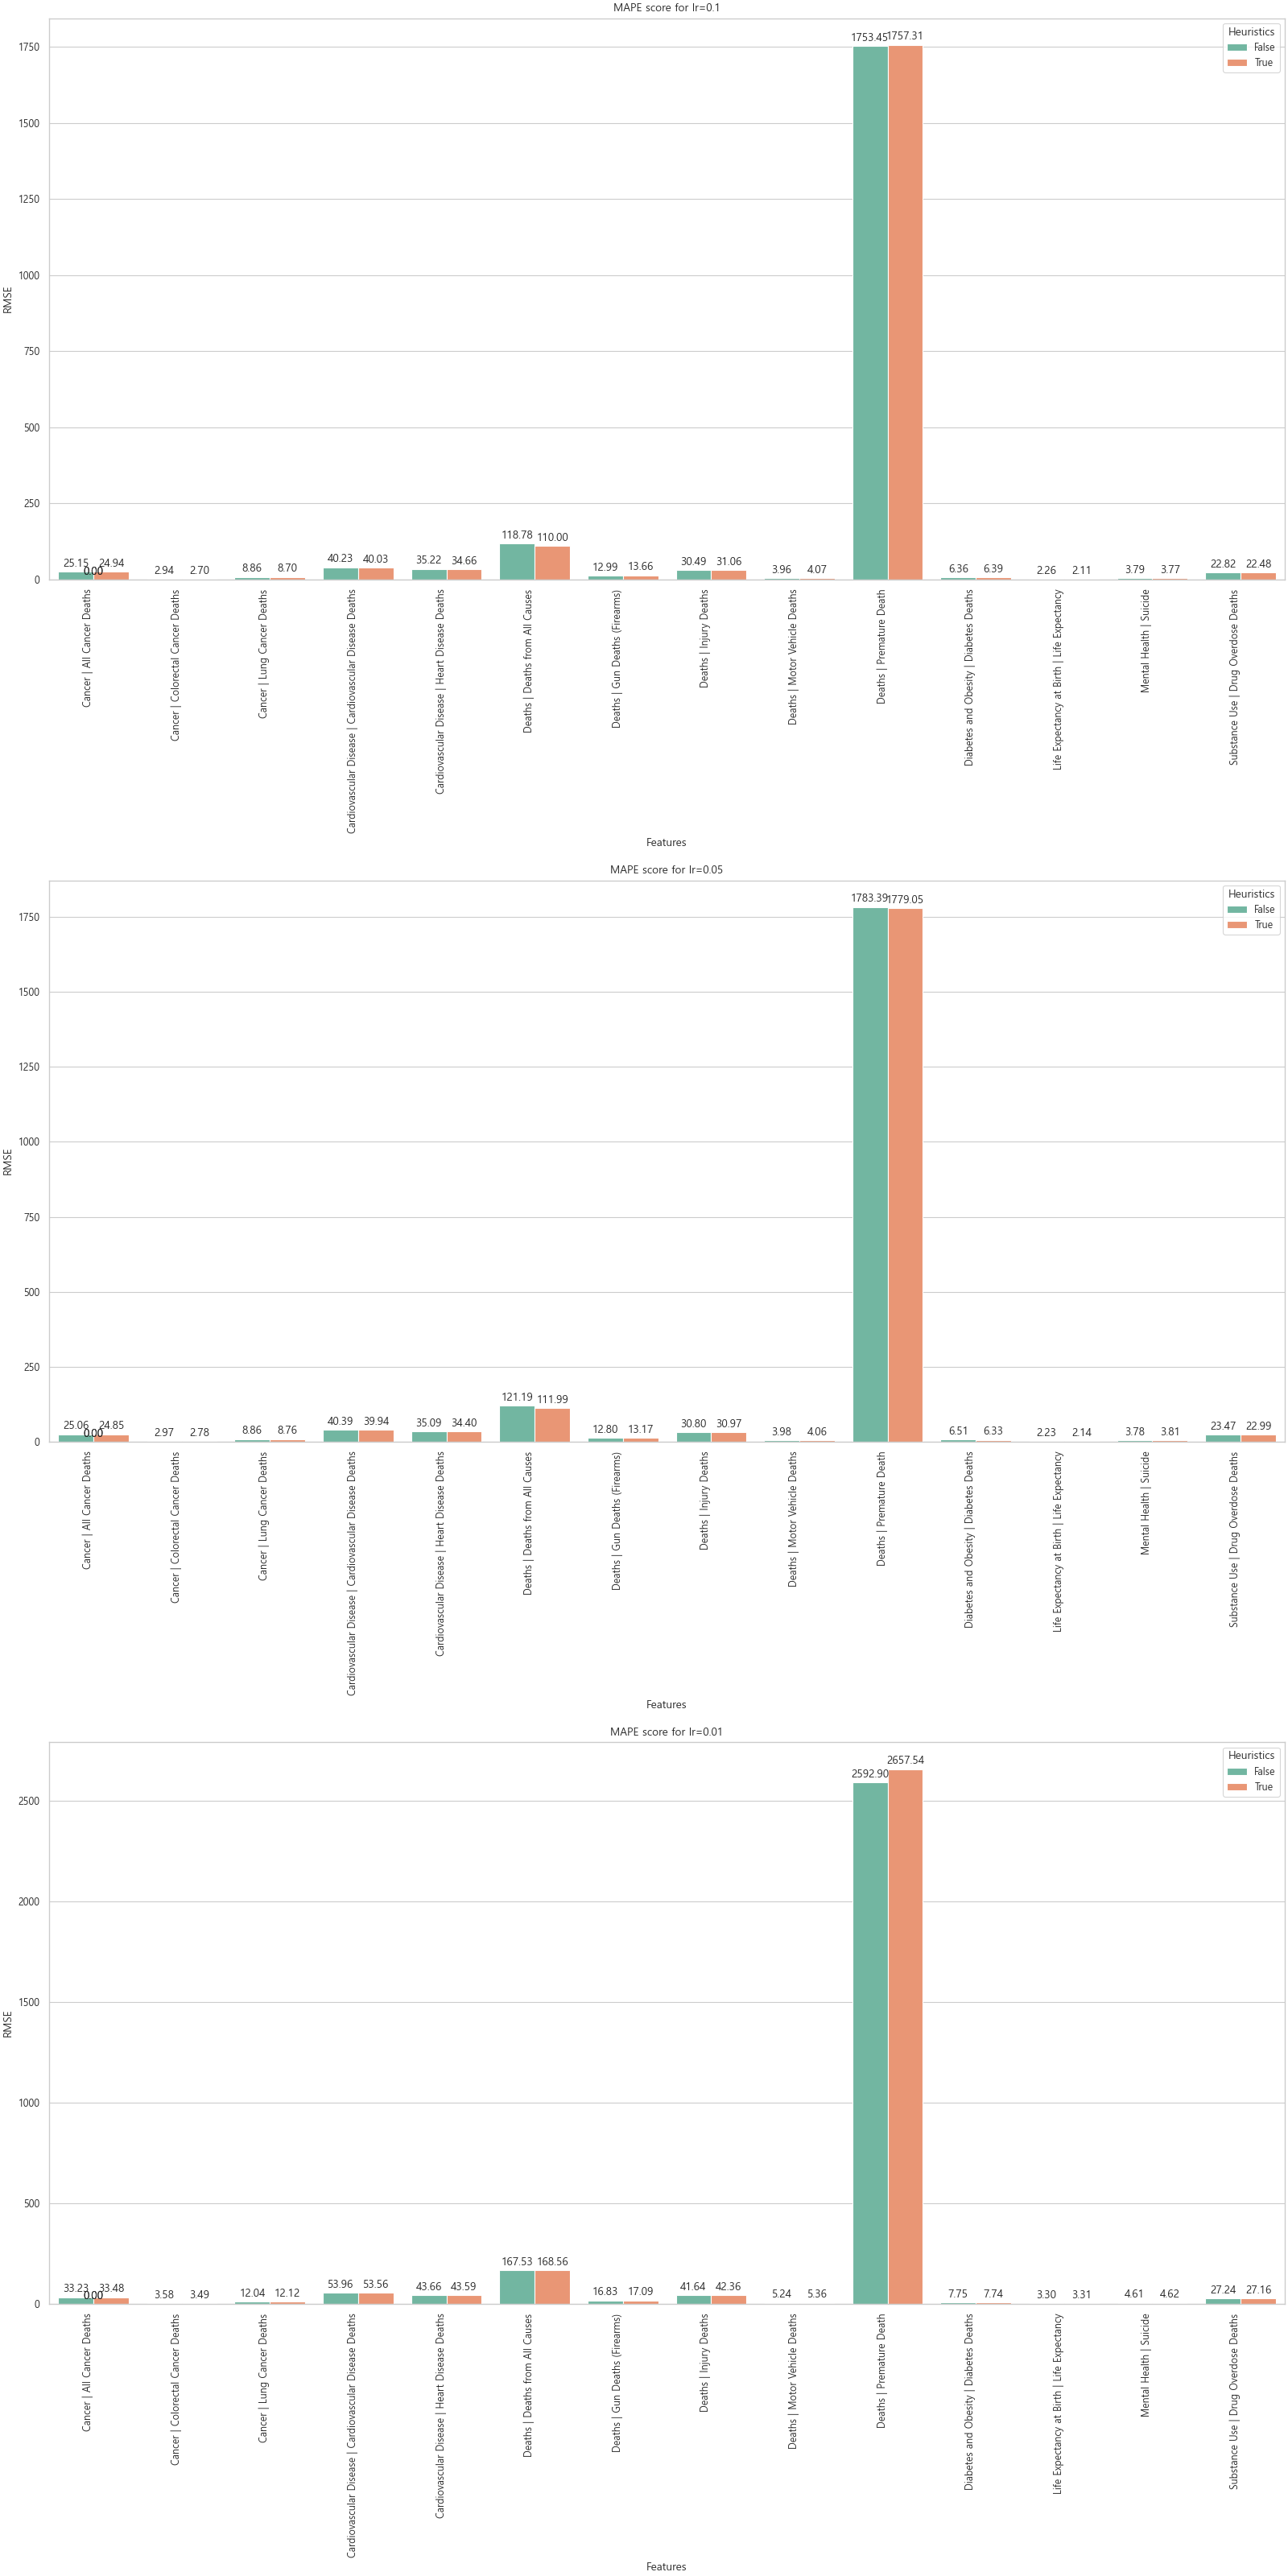 MAPE score for lr=0.1
RMSE
1750
1500
1250
1000
750
500
250
0
Heuristics
False
True
25.15 24.94
0.00
2.94 2.70
8.86 8.70
40.23 40.03
35.22 34.66
118.78 110.00
12.99 13.66
30.49 31.06
3.96 4.07
1753.45 1757.31
6.36 6.39
2.26 2.11
3.79 3.77
22.82 22.48
Cancer | All Cancer Deaths
Cancer | Colorectal Cancer Deaths
Cancer | Lung Cancer Deaths
Cardiovascular Disease | Cardiovascular Disease Deaths
Cardiovascular Disease | Heart Disease Deaths
Deaths | Deaths from All Causes
Deaths | Gun Deaths (Firearms)
Deaths | Injury Deaths
Deaths | Motor Vehicle Deaths
Deaths | Premature Death
Diabetes and Obesity | Diabetes Deaths
Life Expectancy at Birth | Life Expectancy
Mental Health | Suicide
Substance Use | Drug Overdose Deaths
Features
MAPE score for lr=0.05
RMSE
1750
1500
1250
1000
750
500
250
0
Heuristics
False
True
25.06 24.85
0.00
2.97 2.78
8.86 8.76
40.39 39.94
35.09 34.40
121.19 111.99
12.80 13.17
30.80 30.97
3.98 4.06
1783.39 1779.05
6.51 6.33
2.23 2.14
3.78 3.81
23.47 22.99
Cancer | All Cancer Deaths
Cancer | Colorectal Cancer Deaths
Cancer | Lung Cancer Deaths
Cardiovascular Disease | Cardiovascular Disease Deaths
Cardiovascular Disease | Heart Disease Deaths
Deaths | Deaths from All Causes
Deaths | Gun Deaths (Firearms)
Deaths | Injury Deaths
Deaths | Motor Vehicle Deaths
Deaths | Premature Death
Diabetes and Obesity | Diabetes Deaths
Life Expectancy at Birth | Life Expectancy
Mental Health | Suicide
Substance Use | Drug Overdose Deaths
Features
MAPE score for lr=0.01
RMSE
2500
2000
1500
1000
500
0
Heuristics
False
True
33.23 33.48
0.00
3.58 3.49
12.04 12.12
53.96 53.56
43.66 43.59
167.53 168.56
16.83 17.09
41.64 42.36
5.24 5.36
2592.90 2657.54
7.75 7.74
3.30 3.31
4.61 4.62
27.24 27.16
Cancer | All Cancer Deaths
Cancer | Colorectal Cancer Deaths
Cancer | Lung Cancer Deaths
Cardiovascular Disease | Cardiovascular Disease Deaths
Cardiovascular Disease | Heart Disease Deaths
Deaths | Deaths from All Causes
Deaths | Gun Deaths (Firearms)
Deaths | Injury Deaths
Deaths | Motor Vehicle Deaths
Deaths | Premature Death
Diabetes and Obesity | Diabetes Deaths
Life Expectancy at Birth | Life Expectancy
Mental Health | Suicide
Substance Use | Drug Overdose Deaths
Features